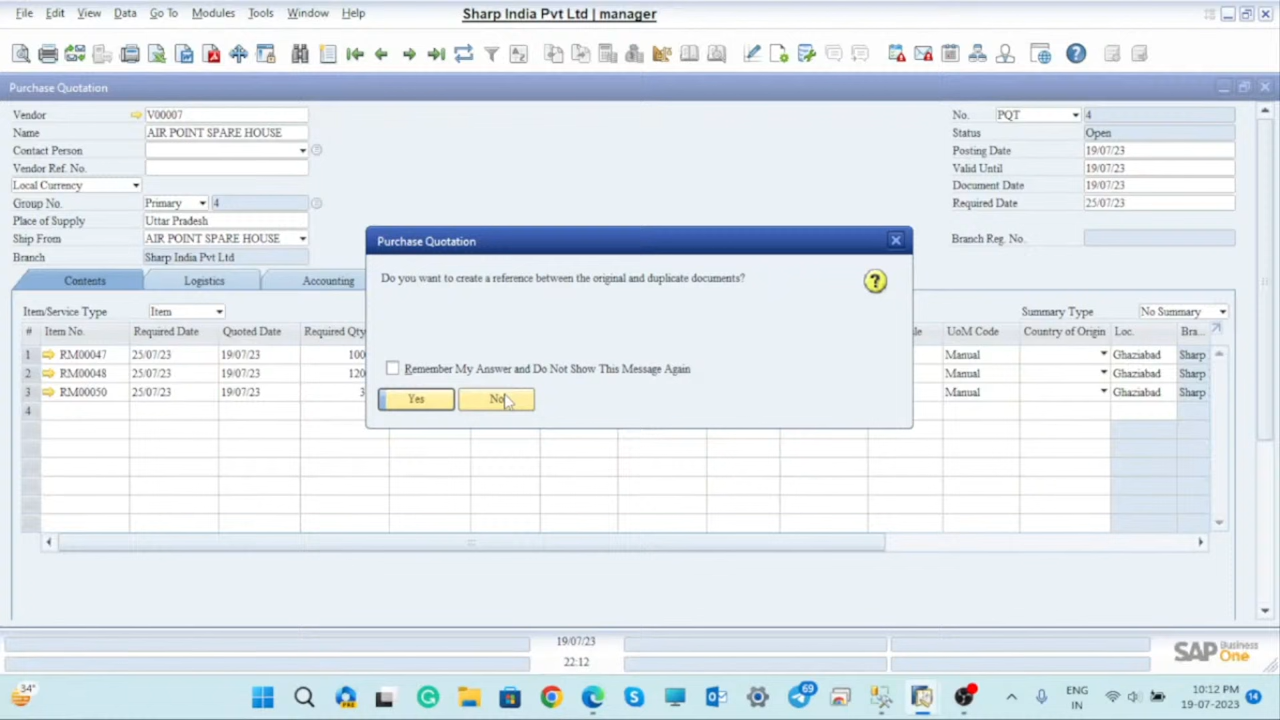 File Edit View Data Go To Modules Tools Window Help
Sharp India Pvt Ltd | manager
Purchase Quotation
Vendor V00007
Name AIR POINT SPARE HOUSE
Contact Person
Vendor Ref. No.
Local Currency
Group No. Primary 4
Place of Supply Uttar Pradesh
Ship From AIR POINT SPARE HOUSE
Branch Sharp India Pvt Ltd
No. PQT 4
Status Open
Posting Date 19/07/23
Valid Until 19/07/23
Document Date 19/07/23
Required Date 25/07/23
Branch Reg. No.
Purchase Quotation
Do you want to create a reference between the original and duplicate documents?
Remember My Answer and Do Not Show This Message Again
Yes No
Contents Logistics Accounting
Item/Service Type Item Summary Type No Summary
# Item No. Required Date Quoted Date Required Qty UoM Code Country of Origin Loc. Bra...
1 RM00047 25/07/23 19/07/23 100 Manual Ghaziabad Sharp
2 RM00048 25/07/23 19/07/23 120 Manual Ghaziabad Sharp
3 RM00050 25/07/23 19/07/23 3 Manual Ghaziabad Sharp
4
19/07/23
22:12
SAP Business One
34°
69
ENG
IN
10:12 PM
19-07-2023
14